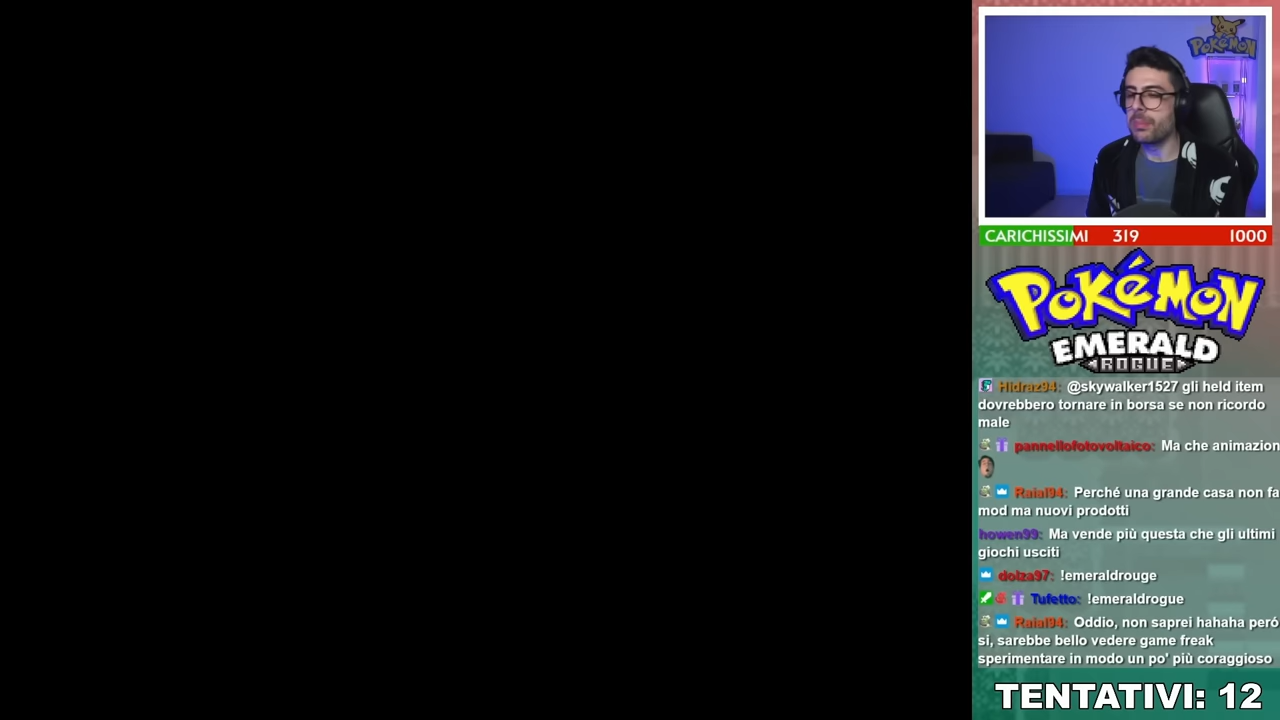 POKéMON
CARICHISSIMI 319 1000
POKéMON
EMERALD
ROGUE
Hidraz94: @skywalker1527 gli held item
dovrebbero tornare in borsa se non ricordo
male
pannellofotovoltaico: Ma che animazion
Raial94: Perché una grande casa non fa
mod ma nuovi prodotti
howen99: Ma vende più questa che gli ultimi
giochi usciti
dolza97: !emeraldrouge
Tufetto: !emeraldrogue
Raial94: Oddio, non saprei hahaha peró
si, sarebbe bello vedere game freak
sperimentare in modo un po' più coraggioso
TENTATIVI: 12